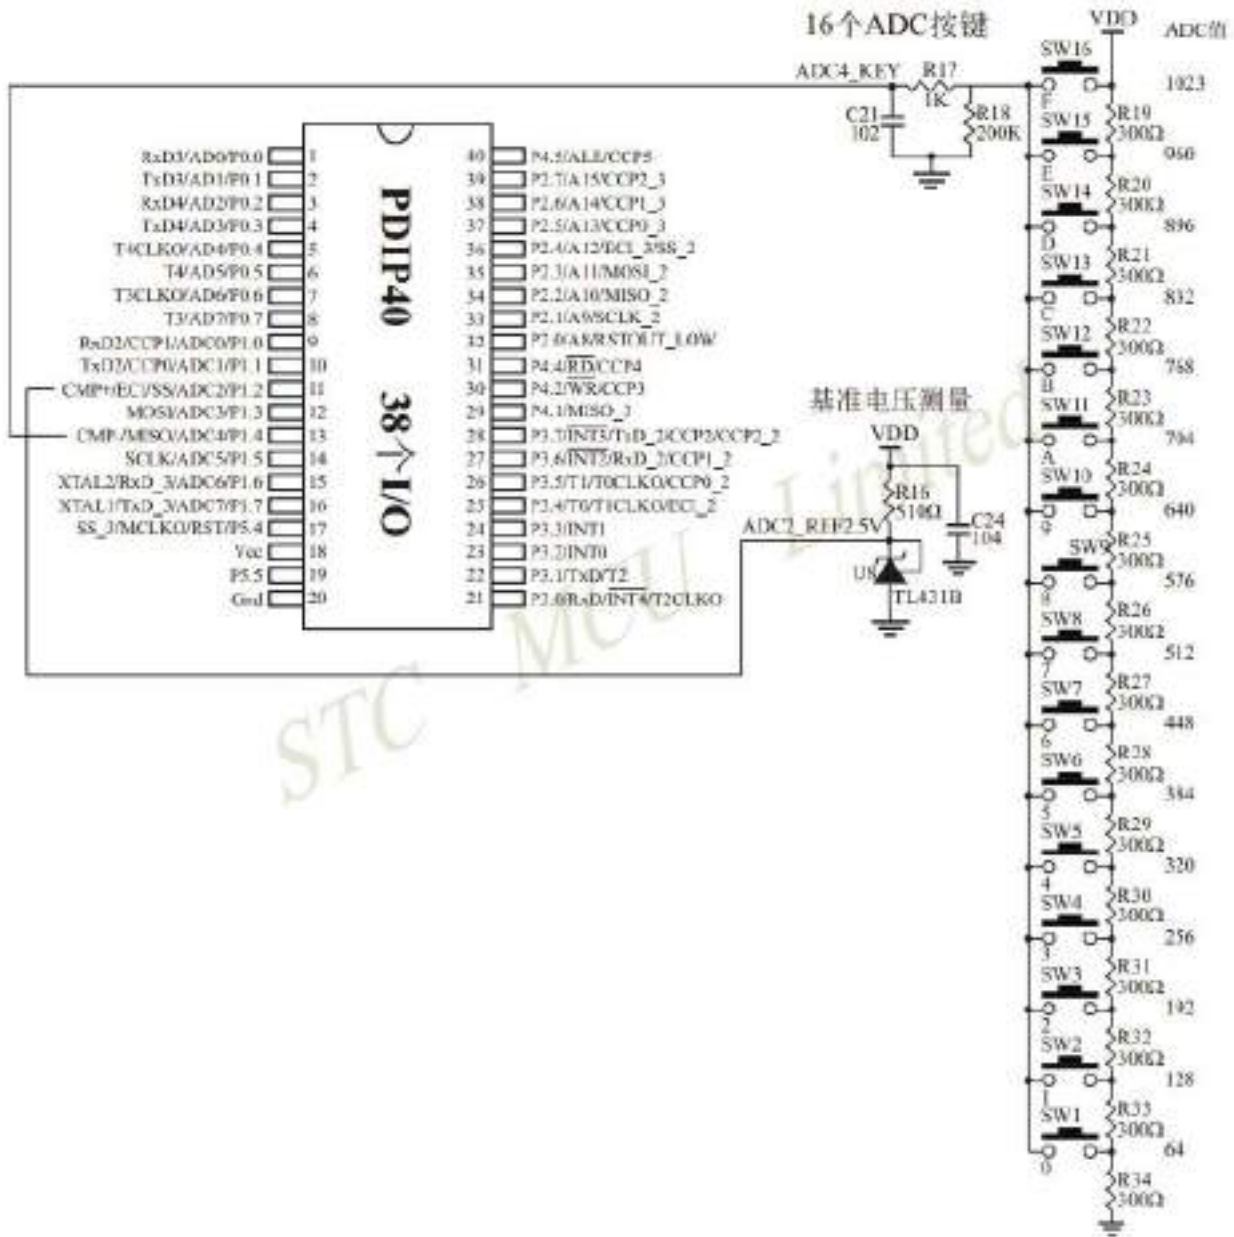 16个ADC按键
VDD
ADC值
ADC4_KEY
R17
1K
C21
102
R18
200K
SW16
F
1023
R19
300Ω
SW15
E
960
R20
300Ω
SW14
D
896
R21
300Ω
SW13
C
832
R22
300Ω
SW12
B
768
R23
300Ω
SW11
A
704
R24
300Ω
SW10
9
640
R25
300Ω
SW9
8
576
R26
300Ω
SW8
7
512
R27
300Ω
SW7
6
448
R28
300Ω
SW6
5
384
R29
300Ω
SW5
4
320
R30
300Ω
SW4
3
256
R31
300Ω
SW3
2
192
R32
300Ω
SW2
1
128
R33
300Ω
SW1
0
64
R34
300Ω
PDIP40 38个I/O
RxD3/AD0/P0.0 1
TxD3/AD1/P0.1 2
RxD4/AD2/P0.2 3
TxD4/AD3/P0.3 4
T4CLKO/AD4/P0.4 5
T4/AD5/P0.5 6
T3CLKO/AD6/P0.6 7
T3/AD7/P0.7 8
RxD2/CCP1/ADC0/P1.0 9
TxD2/CCP0/ADC1/P1.1 10
CMP+/ECI/SS/ADC2/P1.2 11
MOSI/ADC3/P1.3 12
CMP-/MISO/ADC4/P1.4 13
SCLK/ADC5/P1.5 14
XTAL2/RxD_3/ADC6/P1.6 15
XTAL1/TxD_3/ADC7/P1.7 16
SS_3/MCLKO/RST/P5.4 17
Vcc 18
P5.5 19
Gnd 20
40 P4.5/ALE/CCP5
39 P2.7/A15/CCP2_3
38 P2.6/A14/CCP1_3
37 P2.5/A13/CCP0_3
36 P2.4/A12/ECI_3/SS_2
35 P2.3/A11/MOSI_2
34 P2.2/A10/MISO_2
33 P2.1/A9/SCLK_2
32 P2.0/A8/RSTOUT_LOW
31 P4.4/RD/CCP4
30 P4.2/WR/CCP3
29 P4.1/MISO_3
28 P3.7/INT3/TxD_2/CCP2/CCP2_2
27 P3.6/INT2/RxD_2/CCP1_2
26 P3.5/T1/T0CLKO/CCP0_2
25 P3.4/T0/T1CLKO/ECI_2
24 P3.3/INT1
23 P3.2/INT0
22 P3.1/TxD/T2
21 P3.0/RxD/INT4/T2CLKO
基准电压测量
VDD
R16
510Ω
ADC2_REF2.5V
C24
104
U8
TL431B
STC MCU Limited